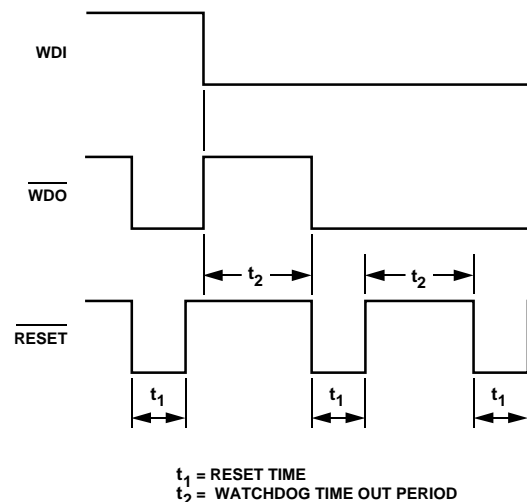 WDI
WDO
t2
t2
RESET
t1
t1
t1
t1 = RESET TIME
t2 = WATCHDOG TIME OUT PERIOD